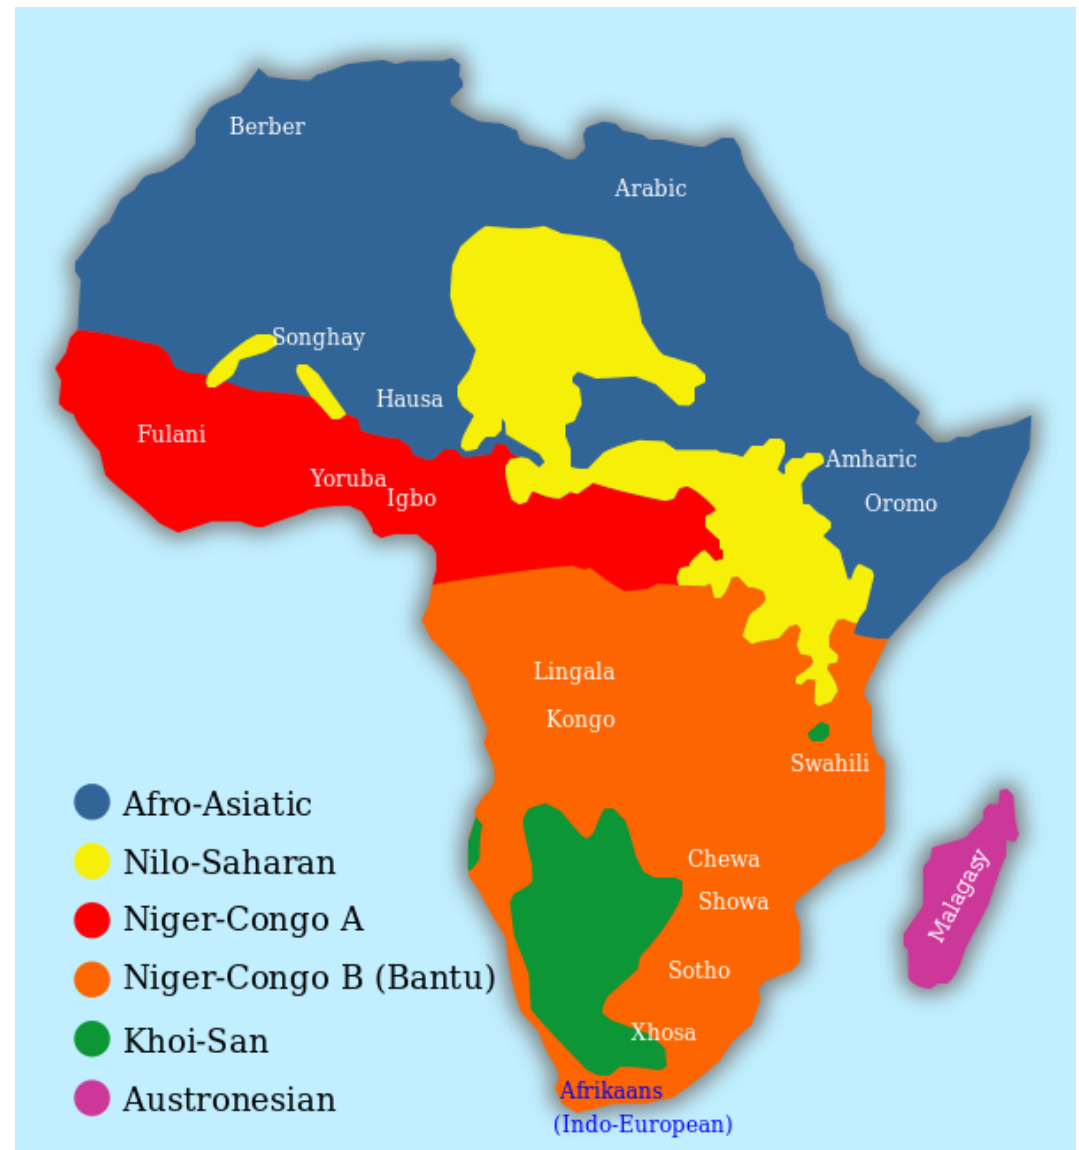 Berber
Arabic
Songhay
Hausa
Fulani
Yoruba
Igbo
Amharic
Oromo
Lingala
Kongo
Swahili
Chewa
Showa
Sotho
Xhosa
Malagasy
Afrikaans
(Indo-European)
Afro-Asiatic
Nilo-Saharan
Niger-Congo A
Niger-Congo B (Bantu)
Khoi-San
Austronesian